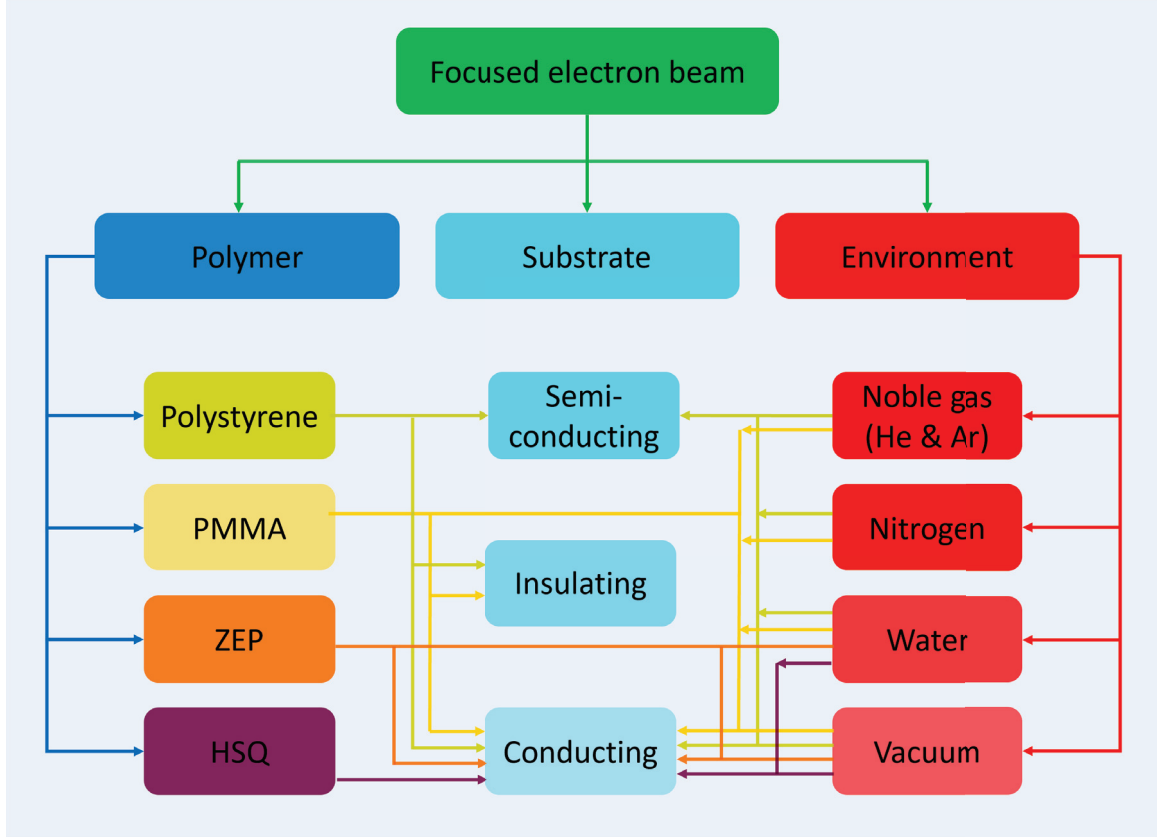 Focused electron beam
Polymer
Substrate
Environment
Polystyrene
Semi-
conducting
Noble gas
(He & Ar)
PMMA
Nitrogen
Insulating
ZEP
Water
HSQ
Conducting
Vacuum